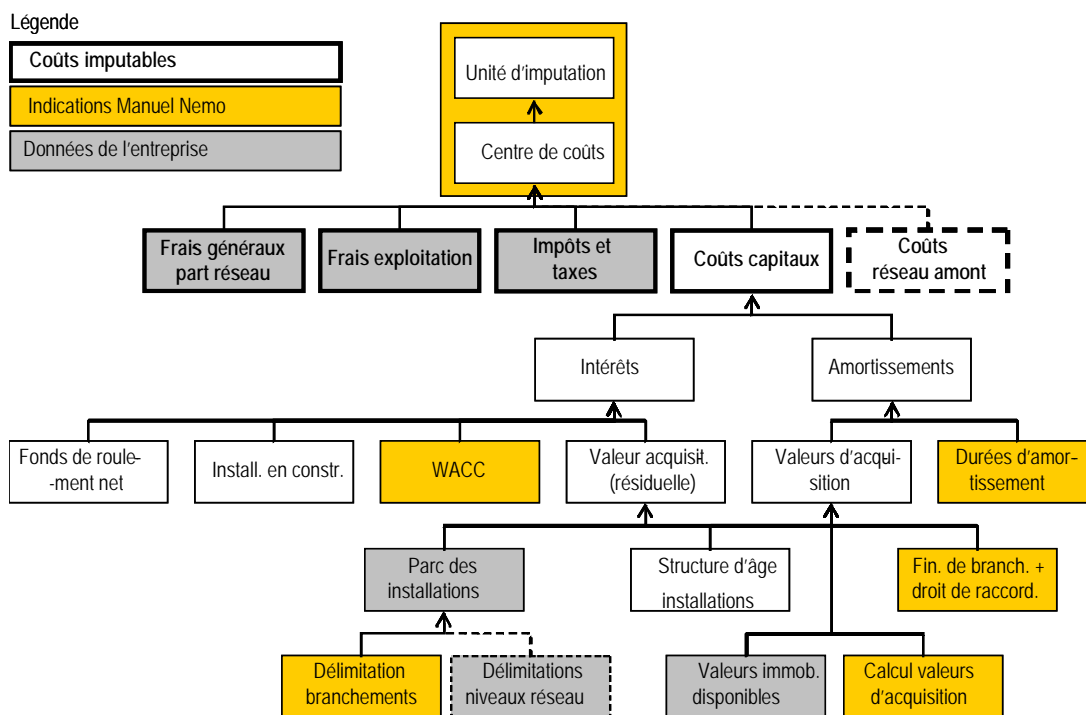 Légende
Coûts imputables
Indications Manuel Nemo
Données de l'entreprise
Unité d'imputation
Centre de coûts
Frais généraux
part réseau
Frais exploitation
Impôts et
taxes
Coûts capitaux
Coûts
réseau amont
Intérêts
Amortissements
Fonds de roule-
-ment net
Install. en constr.
WACC
Valeur acquisit.
(résiduelle)
Valeurs d'acqui-
sition
Durées d'amor-
tissement
Parc des
installations
Structure d'âge
installations
Fin. de branch. +
droit de raccord.
Délimitation
branchements
Délimitations
niveaux réseau
Valeurs immob.
disponibles
Calcul valeurs
d'acquisition